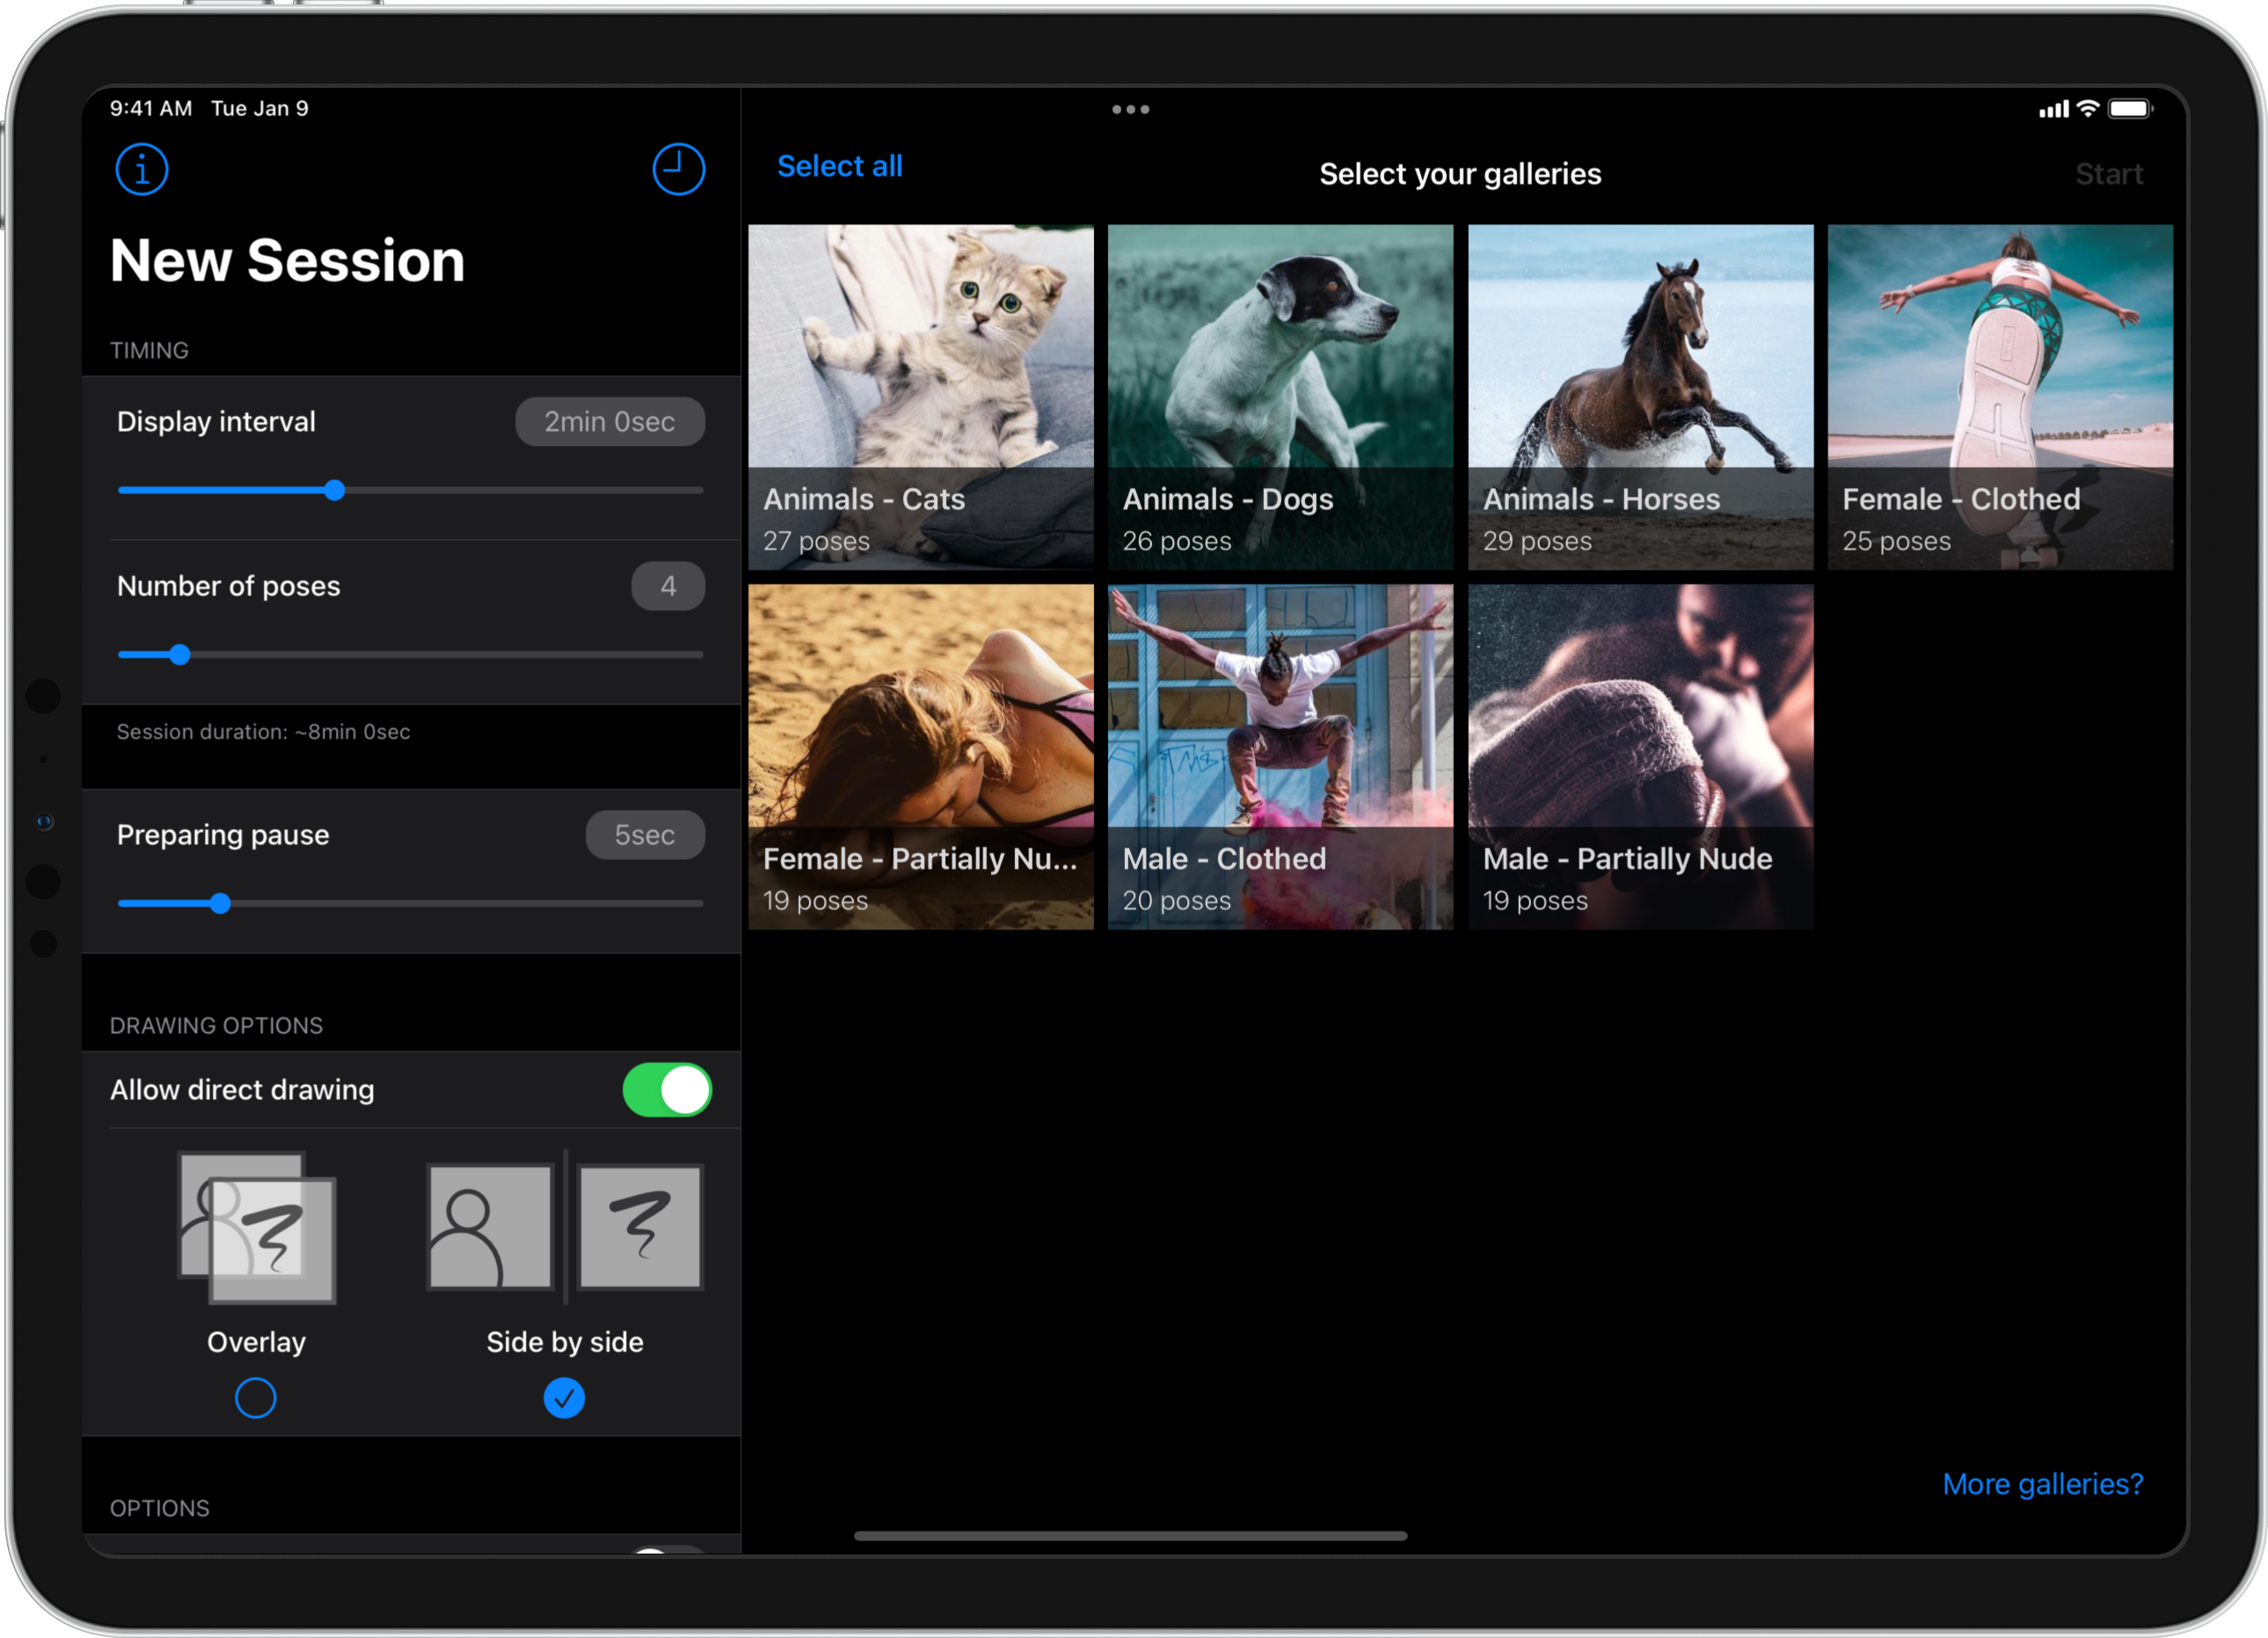 9:41 AM Tue Jan 9
New Session
TIMING
Display interval 2min 0sec
Number of poses 4
Session duration: ~8min 0sec
Preparing pause 5sec
DRAWING OPTIONS
Allow direct drawing
Overlay Side by side
OPTIONS
Select all Select your galleries Start
Animals - Cats
27 poses
Animals - Dogs
26 poses
Animals - Horses
29 poses
Female - Clothed
25 poses
Female - Partially Nu...
19 poses
Male - Clothed
20 poses
Male - Partially Nude
19 poses
More galleries?